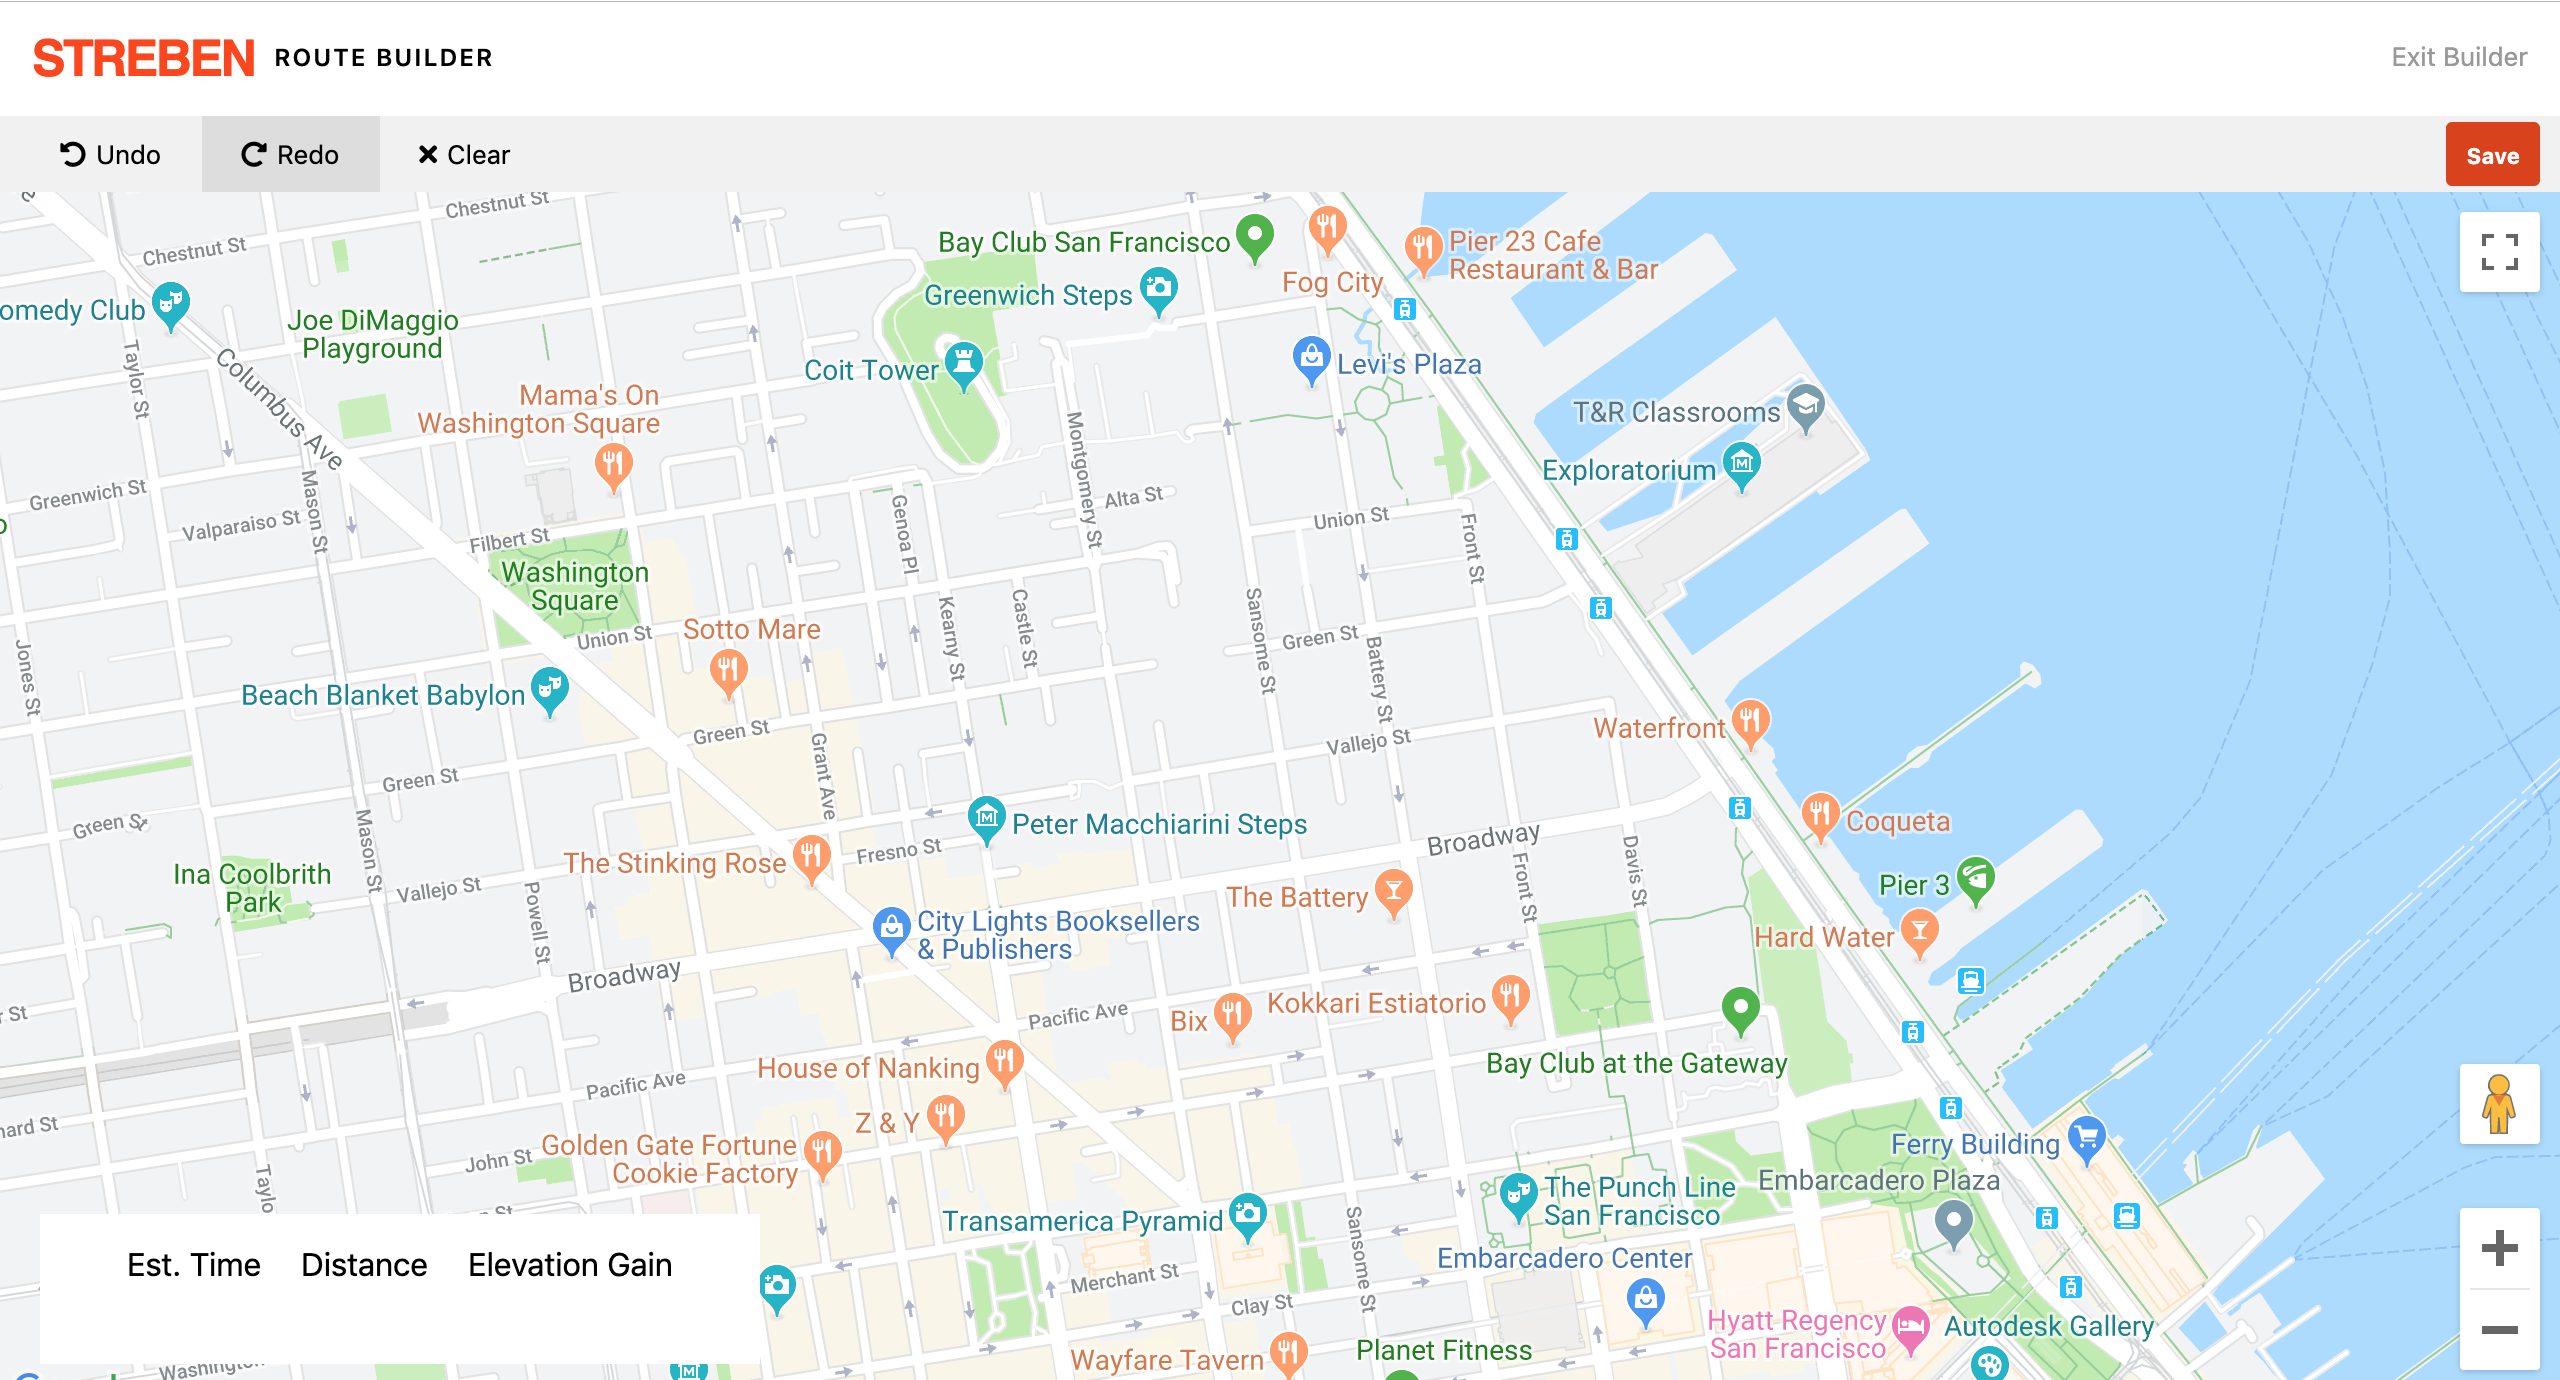 STREBEN ROUTE BUILDER
Exit Builder
Undo
Redo
Clear
Save
Chestnut St
Chestnut St
Bay Club San Francisco
Pier 23 Cafe
Restaurant & Bar
Fog City
Greenwich Steps
omedy Club
Joe DiMaggio
Playground
Taylor St
Columbus Ave
Coit Tower
Levi's Plaza
Mama's On
Washington Square
T&R Classrooms
Exploratorium
Montgomery St
Greenwich St
Mason St
Valparaiso St
Filbert St
Genoa Pl
Alta St
Union St
Front St
Washington
Square
Union St
Sotto Mare
Kearny St
Castle St
Sansome St
Green St
Battery St
Jones St
Beach Blanket Babylon
Green St
Grant Ave
Vallejo St
Waterfront
Green St
Green St
Mason St
Peter Macchiarini Steps
Coqueta
Broadway
The Stinking Rose
Fresno St
Front St
Davis St
Ina Coolbrith
Park
Vallejo St
Powell St
The Battery
Pier 3
City Lights Booksellers
& Publishers
Hard Water
Broadway
Kokkari Estiatorio
Pacific Ave
Bix
r St
House of Nanking
Bay Club at the Gateway
Pacific Ave
Z & Y
nard St
Golden Gate Fortune
Cookie Factory
John St
Ferry Building
Embarcadero Plaza
Taylo
The Punch Line
San Francisco
Transamerica Pyramid
Sansome St
Embarcadero Center
n St
Est. Time
Distance
Elevation Gain
Merchant St
Clay St
Hyatt Regency
San Francisco
Autodesk Gallery
Planet Fitness
Wayfare Tavern
Washington